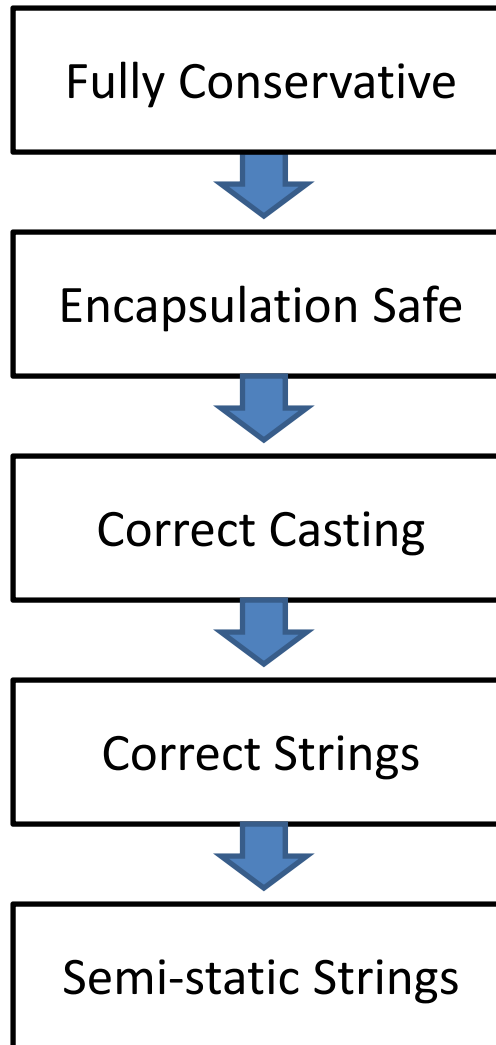 Fully Conservative
Encapsulation Safe
Correct Casting
Correct Strings
Semi-static Strings